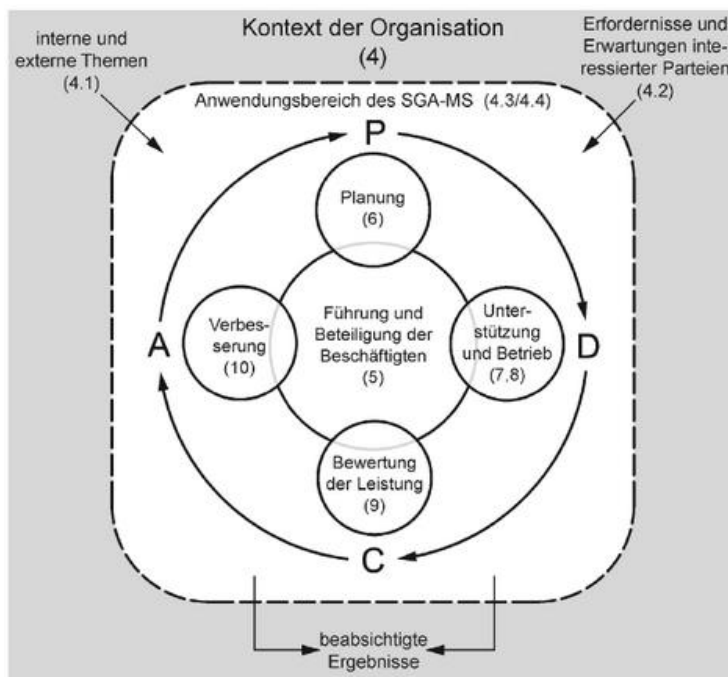 Kontext der Organisation
(4)
interne und
externe Themen
(4.1)
Erfordernisse und
Erwartungen inte-
ressierter Parteien
(4.2)
Anwendungsbereich des SGA-MS (4.3/4.4)
P
Planung
(6)
A
Verbes-
serung
(10)
Führung und
Beteiligung der
Beschäftigten
(5)
Unter-
stützung
und Betrieb
(7,8)
D
Bewertung
der Leistung
(9)
C
beabsichtigte
Ergebnisse